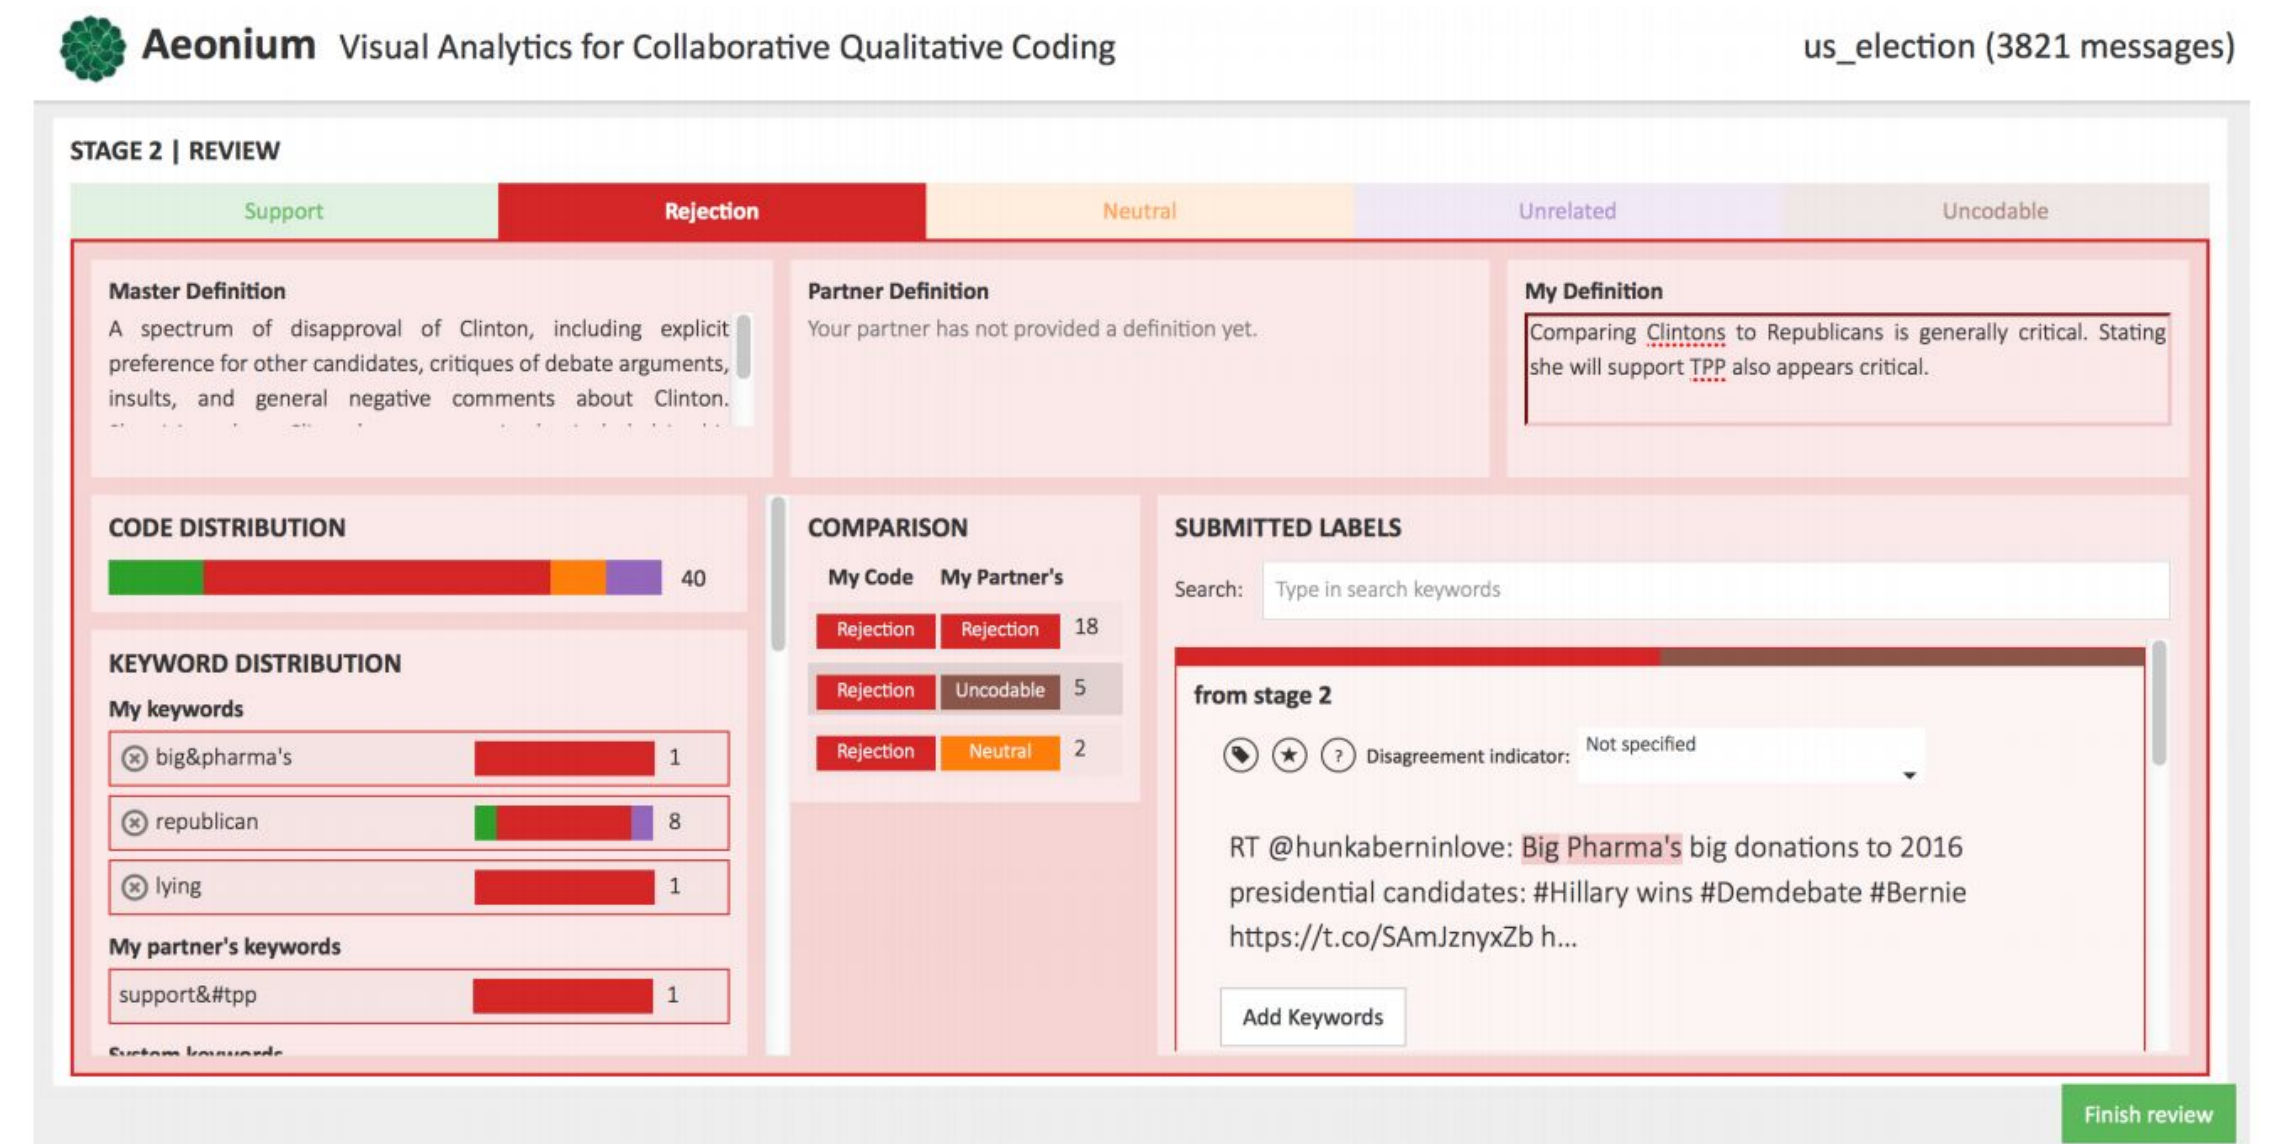 Aeonium Visual Analytics for Collaborative Qualitative Coding
us_election (3821 messages)
STAGE 2 | REVIEW
Support
Rejection
Neutral
Unrelated
Uncodable
Master Definition
A spectrum of disapproval of Clinton, including explicit
preference for other candidates, critiques of debate arguments,
insults, and general negative comments about Clinton.
Partner Definition
Your partner has not provided a definition yet.
My Definition
Comparing Clintons to Republicans is generally critical. Stating
she will support TPP also appears critical.
CODE DISTRIBUTION
40
KEYWORD DISTRIBUTION
My keywords
big&pharma's 1
republican 8
lying 1
My partner's keywords
support&#tpp 1
System keywords
COMPARISON
My Code My Partner's
Rejection Rejection 18
Rejection Uncodable 5
Rejection Neutral 2
SUBMITTED LABELS
Search: Type in search keywords
from stage 2
? Disagreement indicator: Not specified
RT @hunkaberninlove: Big Pharma's big donations to 2016
presidential candidates: #Hillary wins #Demdebate #Bernie
https://t.co/SAmJznyxZb h...
Add Keywords
Finish review